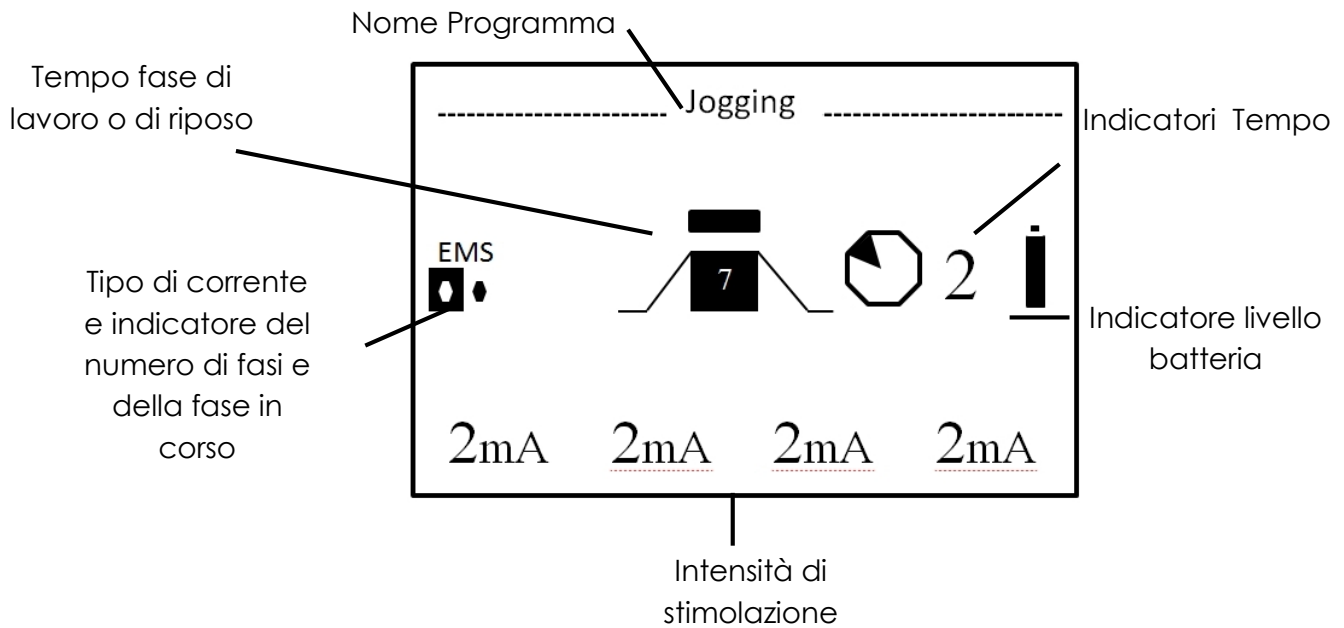 Nome Programma
Tempo fase di
lavoro o di riposo
Jogging
Indicatori Tempo
EMS
7
2
Tipo di corrente
e indicatore del
numero di fasi e
della fase in
corso
Indicatore livello
batteria
2mA 2mA 2mA 2mA
Intensità di
stimolazione